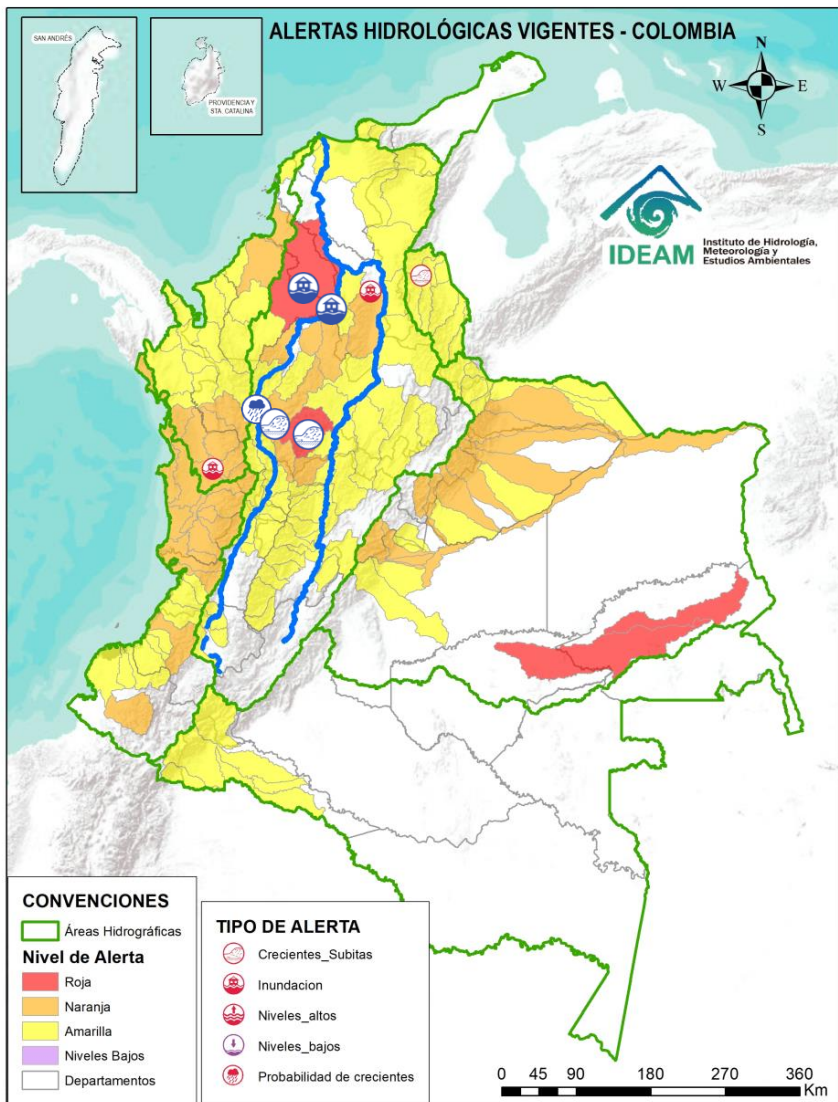 SAN ANDRÉS
PROVIDENCIA Y
STA. CATALINA
ALERTAS HIDROLÓGICAS VIGENTES - COLOMBIA
N
W
E
S
IDEAM
Instituto de Hidrología,
Meteorología y
Estudios Ambientales
CONVENCIONES
Áreas Hidrográficas
Nivel de Alerta
Roja
Naranja
Amarilla
Niveles Bajos
Departamentos
TIPO DE ALERTA
Crecientes_Subitas
Inundacion
Niveles_altos
Niveles_bajos
Probabilidad de crecientes
0 45 90 180 270 360
Km